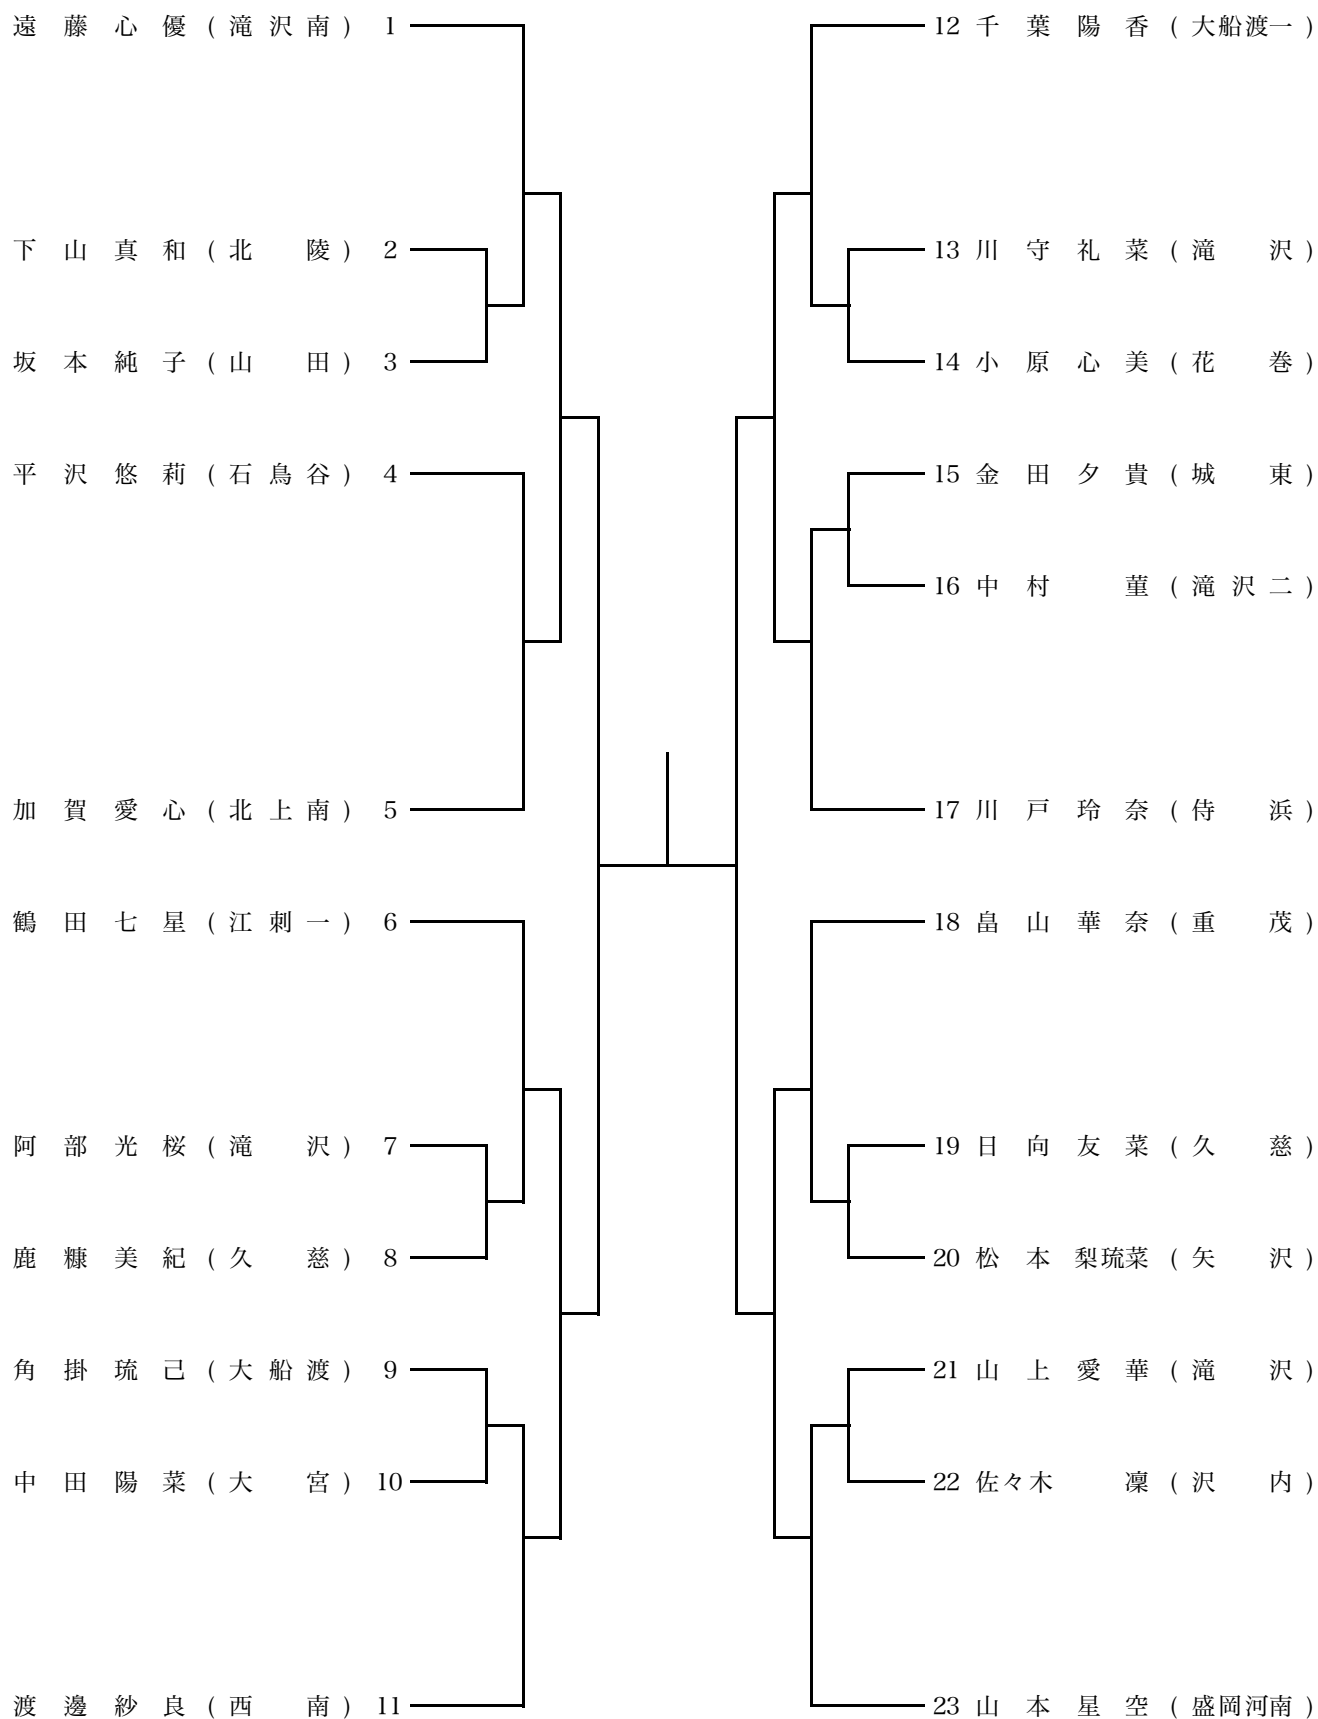 遠藤心優(滝沢南) 1
下山真和(北陵) 2
坂本純子(山田) 3
平沢悠莉(石鳥谷) 4
加賀愛心(北上南) 5
鶴田七星(江刺一) 6
阿部光桜(滝沢) 7
鹿糠美紀(久慈) 8
角掛琉己(大船渡) 9
中田陽菜(大宮) 10
渡邊紗良(西南) 11
12 千葉陽香(大船渡一)
13 川守礼菜(滝沢)
14 小原心美(花巻)
15 金田夕貴(城東)
16 中村菫(滝沢二)
17 川戸玲奈(侍浜)
18 畠山華奈(重茂)
19 日向友菜(久慈)
20 松本梨琉菜(矢沢)
21 山上愛華(滝沢)
22 佐々木凜(沢内)
23 山本星空(盛岡河南)